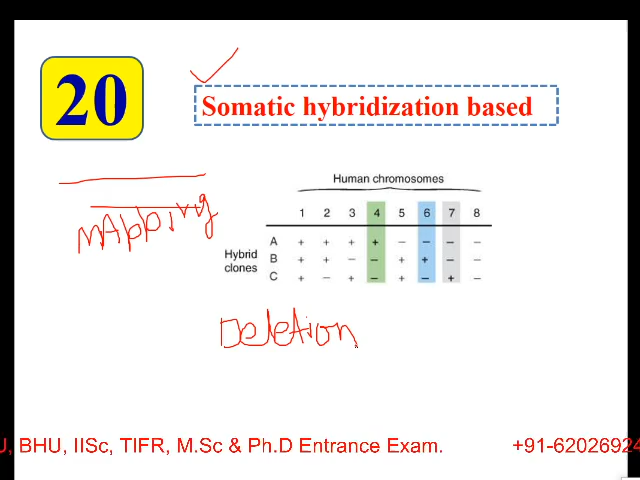 20
Somatic hybridization based
mApping
Human chromosomes
1 2 3 4 5 6 7 8
Hybrid clones
A + + + + − − − −
B + + − − + + − −
C + − + − + − + −
Deletion
U, BHU, IISc, TIFR, M.Sc & Ph.D Entrance Exam. +91-62026924